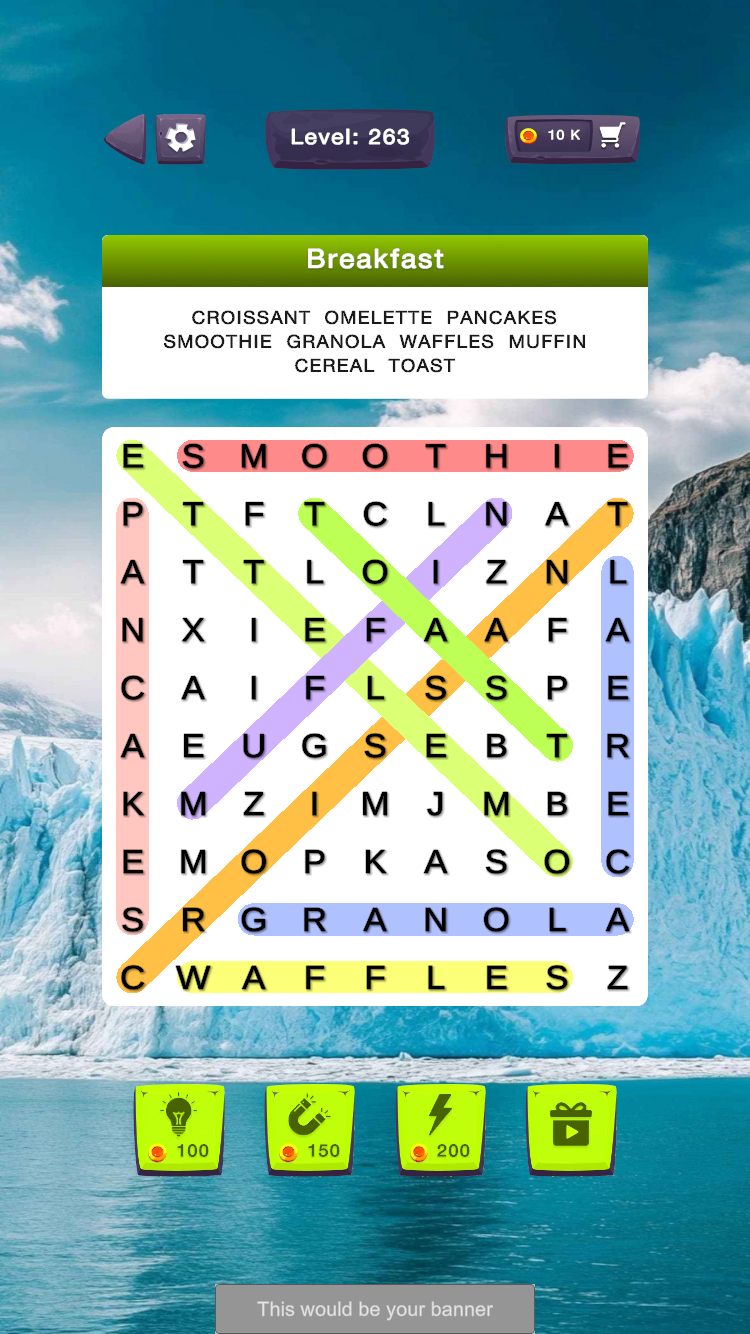 Level: 263
10 K
Breakfast
CROISSANT OMELETTE PANCAKES
SMOOTHIE GRANOLA WAFFLES MUFFIN
CEREAL TOAST
E S M O O T H I E
P T F T C L N A T
A T T L O I Z N L
N X I E F A A F A
C A I F L S S P E
A E U G S E B T R
K M Z I M J M B E
E M O P K A S O C
S R G R A N O L A
C W A F F L E S Z
100 150 200
This would be your banner